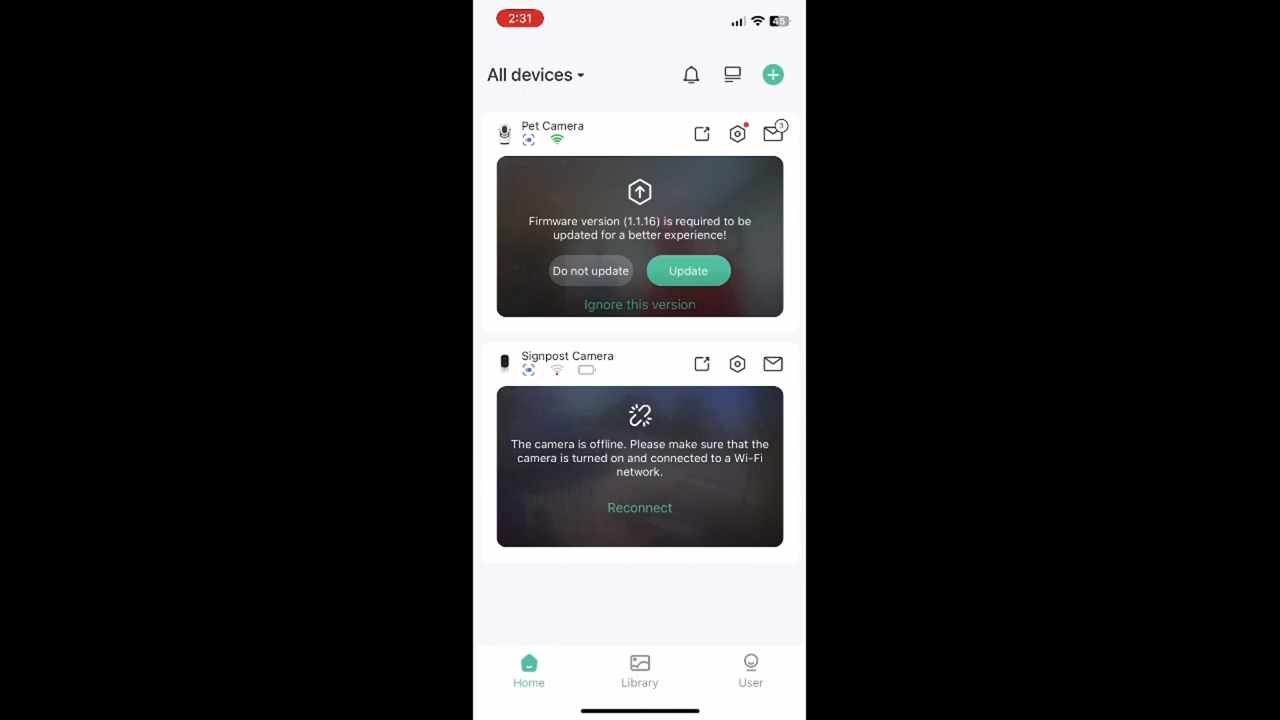 2:31
45
All devices
Pet Camera
3
Firmware version (1.1.16) is required to be
updated for a better experience!
Do not update
Update
Ignore this version
Signpost Camera
The camera is offline. Please make sure that the
camera is turned on and connected to a Wi-Fi
network.
Reconnect
Home
Library
User